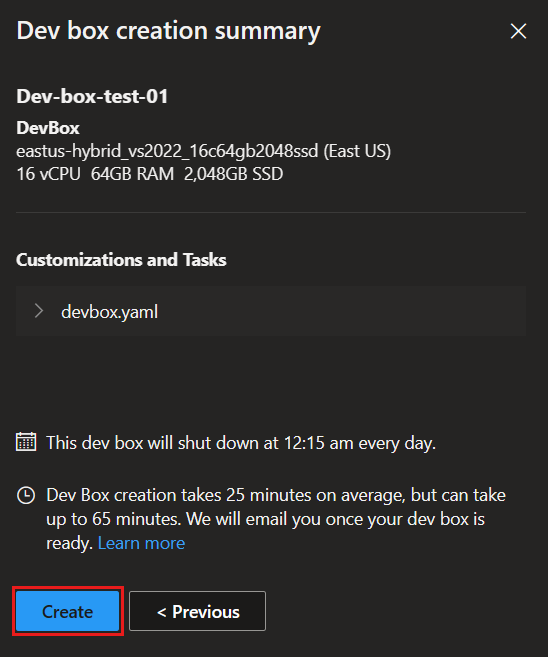 Dev box creation summary
Dev-box-test-01
DevBox
eastus-hybrid_vs2022_16c64gb2048ssd (East US)
16 vCPU 64GB RAM 2,048GB SSD
Customizations and Tasks
devbox.yaml
This dev box will shut down at 12:15 am every day.
Dev Box creation takes 25 minutes on average, but can take
up to 65 minutes. We will email you once your dev box is
ready. Learn more
Create
< Previous